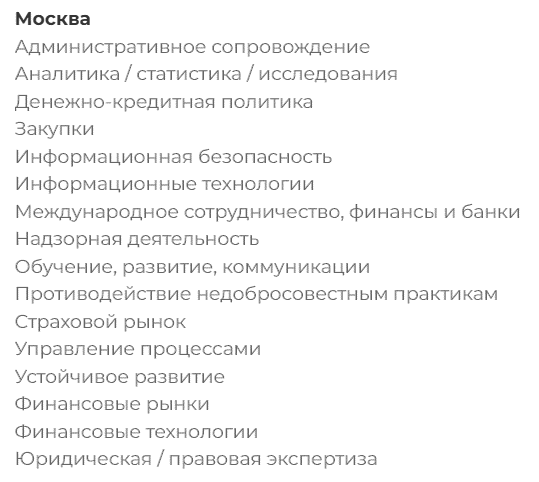 Москва
Административное сопровождение
Аналитика / статистика / исследования
Денежно-кредитная политика
Закупки
Информационная безопасность
Информационные технологии
Международное сотрудничество, финансы и банки
Надзорная деятельность
Обучение, развитие, коммуникации
Противодействие недобросовестным практикам
Страховой рынок
Управление процессами
Устойчивое развитие
Финансовые рынки
Финансовые технологии
Юридическая / правовая экспертиза